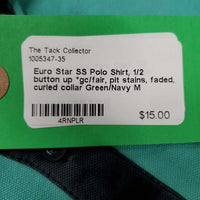 The Tack Collector
1005347-35
Euro Star SS Polo Shirt, 1/2
button up *gc/fair, pit stains, faded,
curled collar Green/Navy M
$15.00
4RNPLR